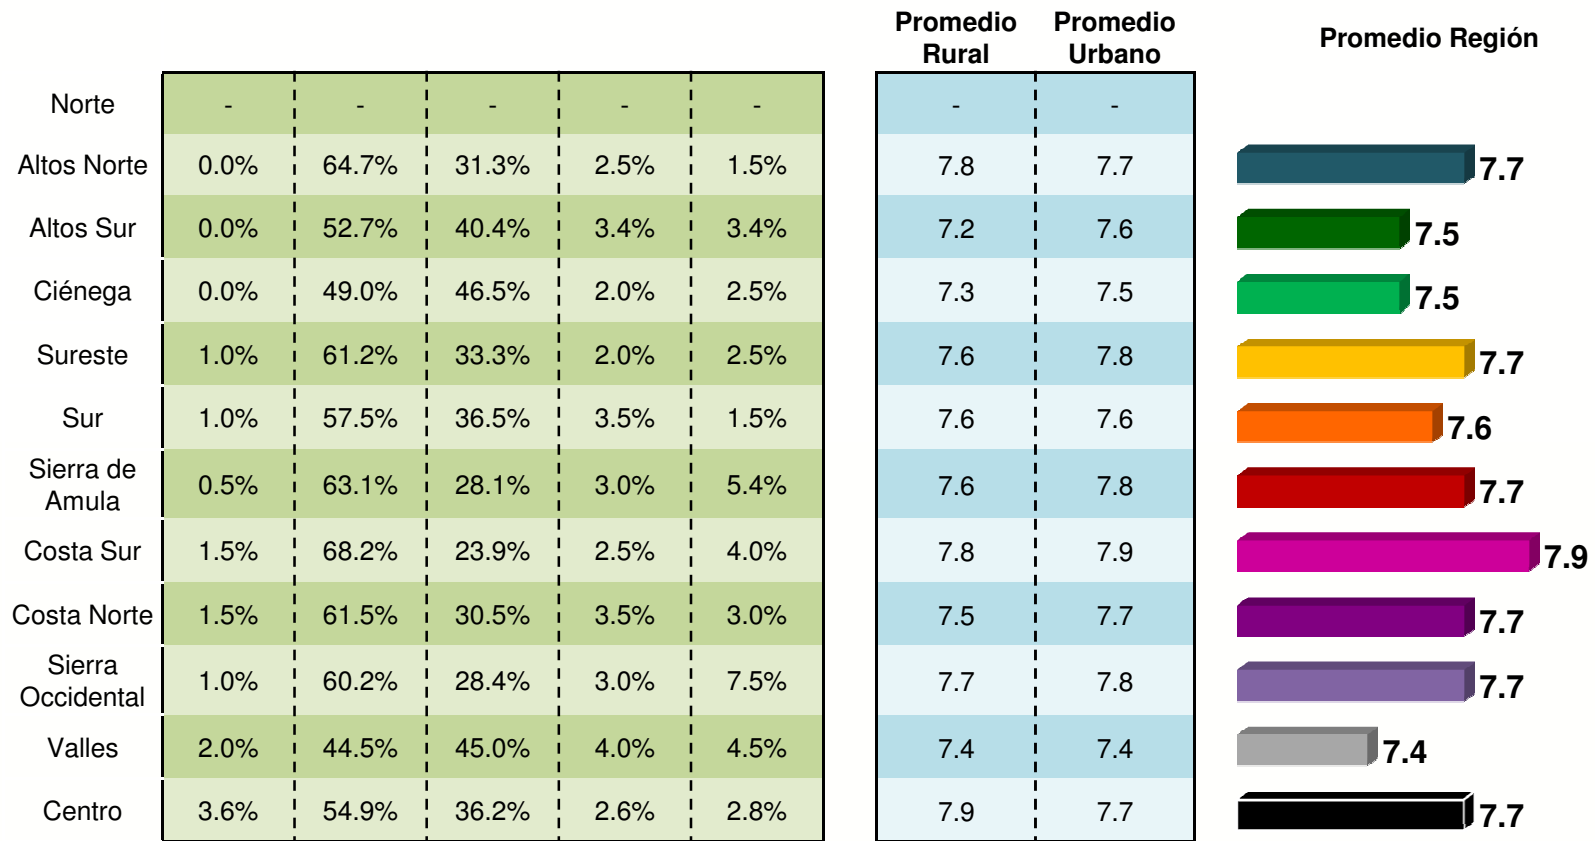 Promedio Rural Promedio Urbano Promedio Región
Norte - - - - - - -
Altos Norte 0.0% 64.7% 31.3% 2.5% 1.5% 7.8 7.7 7.7
Altos Sur 0.0% 52.7% 40.4% 3.4% 3.4% 7.2 7.6 7.5
Ciénega 0.0% 49.0% 46.5% 2.0% 2.5% 7.3 7.5 7.5
Sureste 1.0% 61.2% 33.3% 2.0% 2.5% 7.6 7.8 7.7
Sur 1.0% 57.5% 36.5% 3.5% 1.5% 7.6 7.6 7.6
Sierra de Amula 0.5% 63.1% 28.1% 3.0% 5.4% 7.6 7.8 7.7
Costa Sur 1.5% 68.2% 23.9% 2.5% 4.0% 7.8 7.9 7.9
Costa Norte 1.5% 61.5% 30.5% 3.5% 3.0% 7.5 7.7 7.7
Sierra Occidental 1.0% 60.2% 28.4% 3.0% 7.5% 7.7 7.8 7.7
Valles 2.0% 44.5% 45.0% 4.0% 4.5% 7.4 7.4 7.4
Centro 3.6% 54.9% 36.2% 2.6% 2.8% 7.9 7.7 7.7